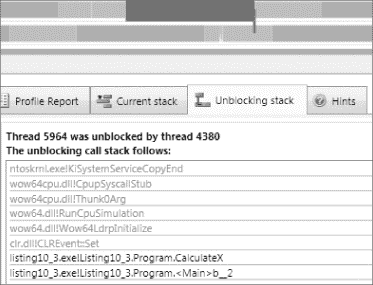 Profile Report
Current stack
Unblocking stack
Hints
Thread 5964 was unblocked by thread 4380
The unblocking call stack follows:
ntoskrnl.exe!KiSystemServiceCopyEnd
wow64cpu.dll!CpupSyscallStub
wow64cpu.dll!Thunk0Arg
wow64.dll!RunCpuSimulation
wow64.dll!Wow64LdrpInitialize
clr.dll!CLREvent::Set
listing10_3.exe!Listing10_3.Program.CalculateX
listing10_3.exe!Listing10_3.Program.<Main>b__2